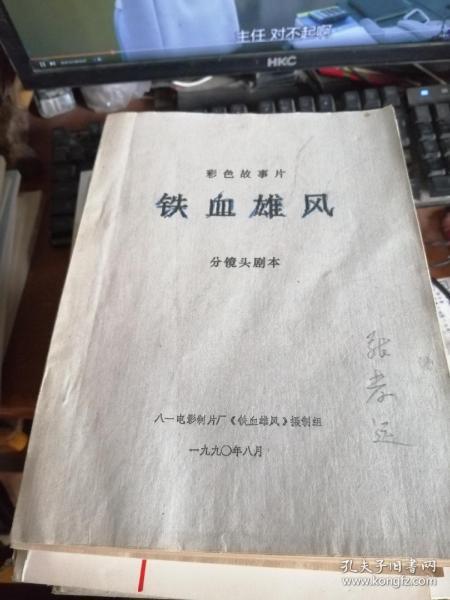 主任 对不起啊
HKC
彩色故事片
铁血雄风
分镜头剧本
张孝延
八一电影制片厂《铁血雄风》摄制组
一九九〇年八月
孔夫子旧书网
www.kongfz.com